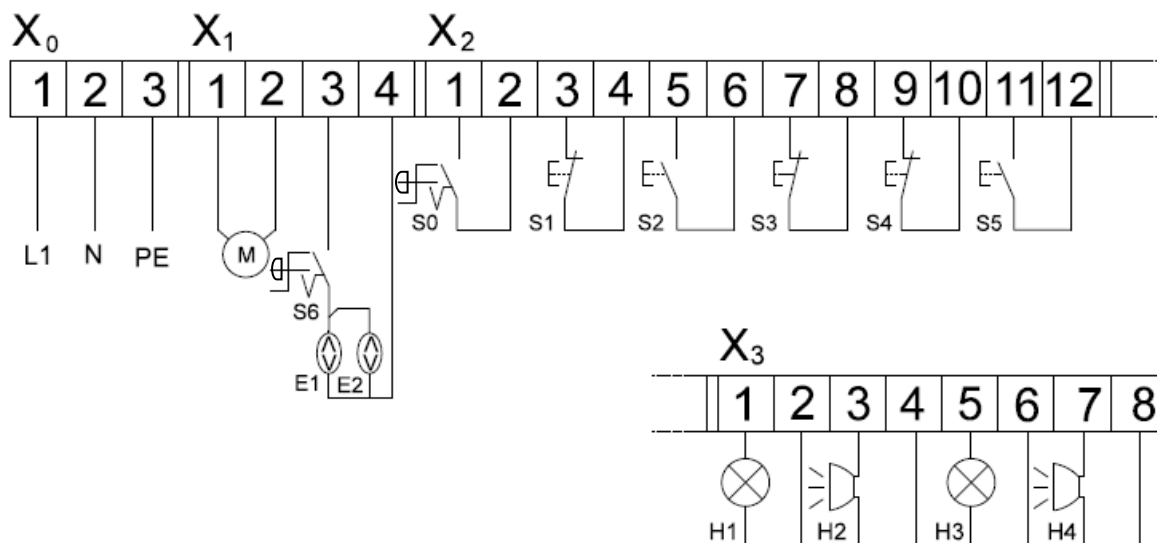 X0 X1 X2
1 2 3 1 2 3 4 1 2 3 4 5 6 7 8 9 10 11 12
S0 S1 S2 S3 S4 S5
L1 N PE M
S6
E1 E2
X3
1 2 3 4 5 6 7 8
H1 H2 H3 H4